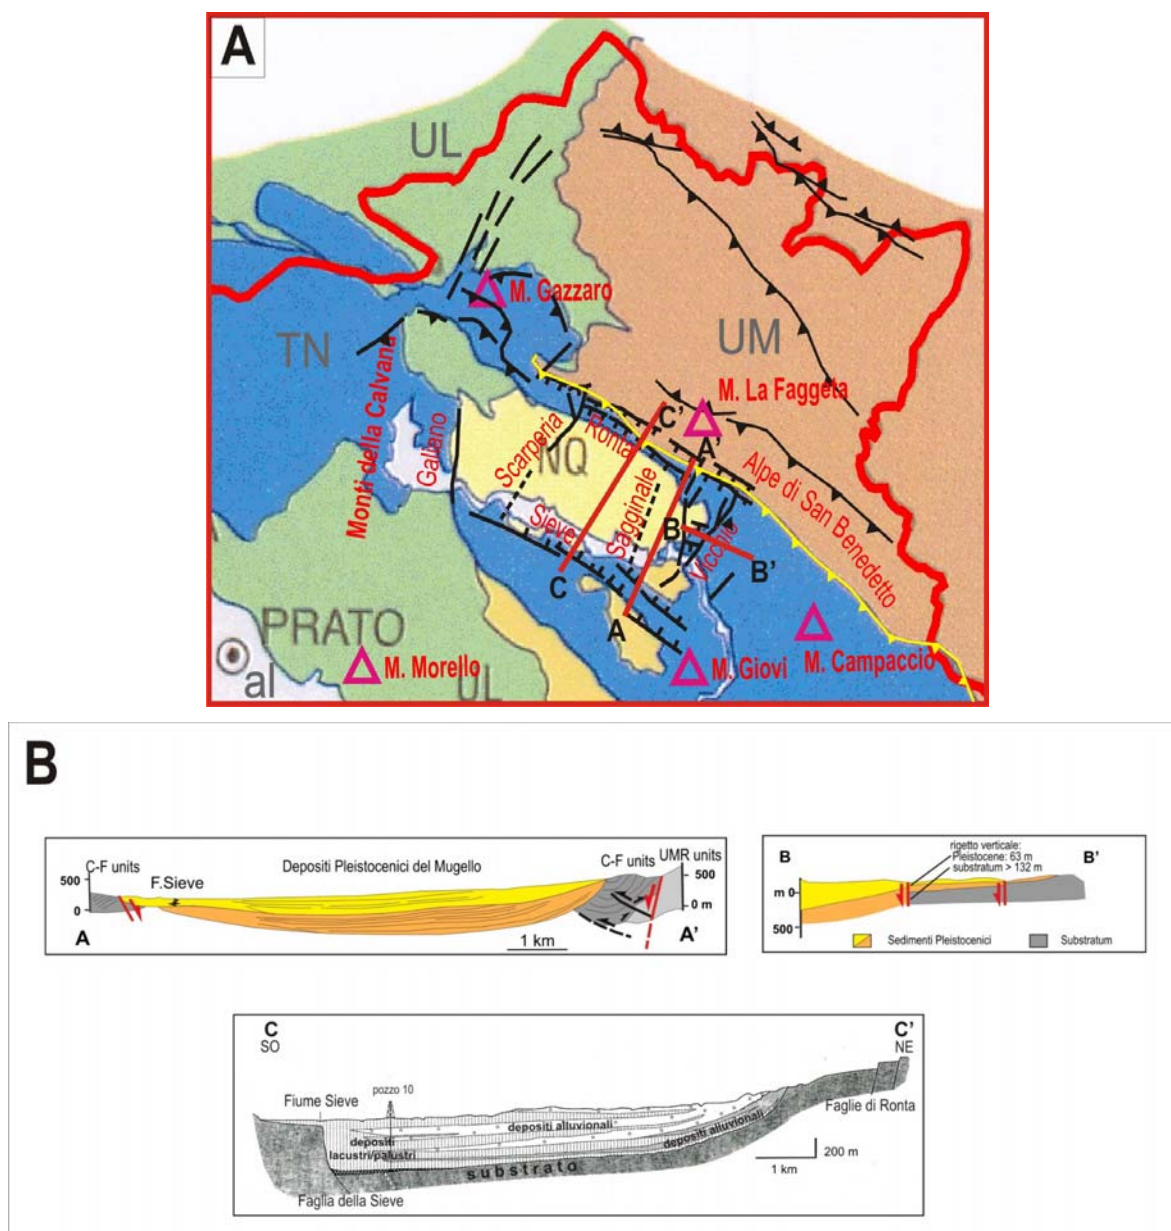 A
UL
M. Gazzaro
TN
UM
M. La Faggeta
Monti della Calvana
Galliano
Scarperia
Ronta
C'
NQ
A'
Alpe di San Benedetto
Sieve
Sagginale
B
Vicchio
B'
C
A
PRATO
al
M. Morello
UL
M. Giovi
M. Campaccio
B
C-F units
Depositi Pleistocenici del Mugello
C-F units
UMR units
500
F.Sieve
500
0
0 m
A
1 km
A'
B
rigetto verticale:
Pleistocene: 63 m
substratum > 132 m
B'
m 0
500
Sedimenti Pleistocenici
Substratum
C
SO
C'
NE
Fiume Sieve
pozzo 10
depositi alluvionali
depositi
lacustri/palustri
depositi alluvionali
Faglie di Ronta
substrato
200 m
1 km
Faglia della Sieve